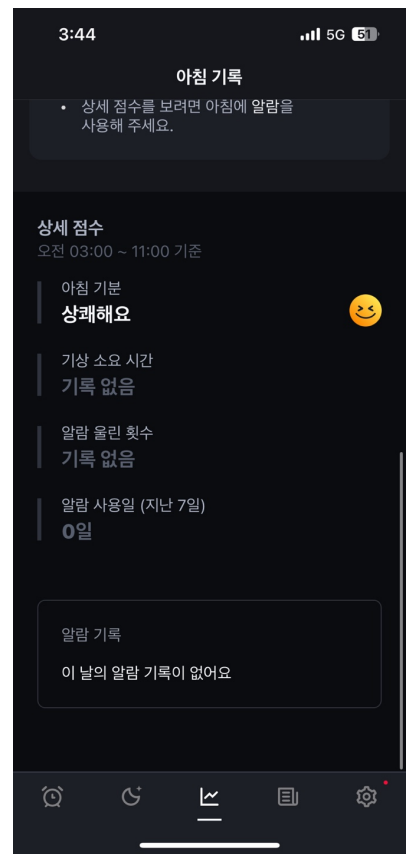 3:44
5G 51
아침 기록
• 상세 점수를 보려면 아침에 알람을
사용해 주세요.
상세 점수
오전 03:00 ~ 11:00 기준
아침 기분
상쾌해요
기상 소요 시간
기록 없음
알람 울린 횟수
기록 없음
알람 사용일 (지난 7일)
0일
알람 기록
이 날의 알람 기록이 없어요